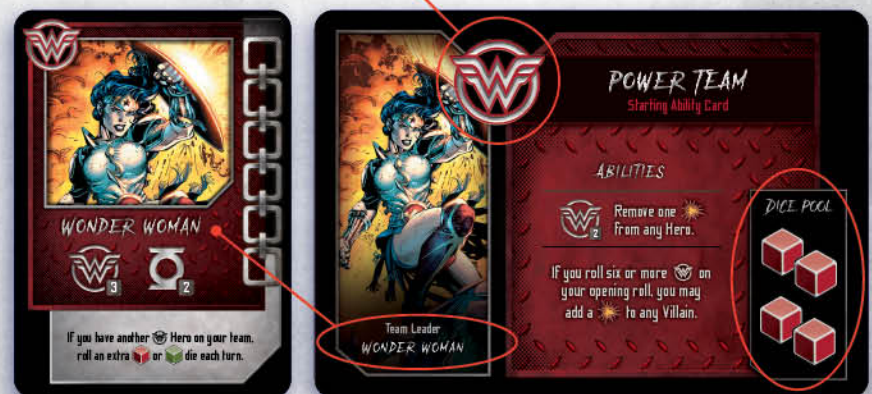 WONDER WOMAN
3
2
If you have another Hero on your team,
roll an extra or die each turn.
POWER TEAM
Starting Ability Card
ABILITIES
2
Remove one
from any Hero.
If you roll six or more on
your opening roll, you may
add a to any Villain.
Team Leader
WONDER WOMAN
DICE POOL